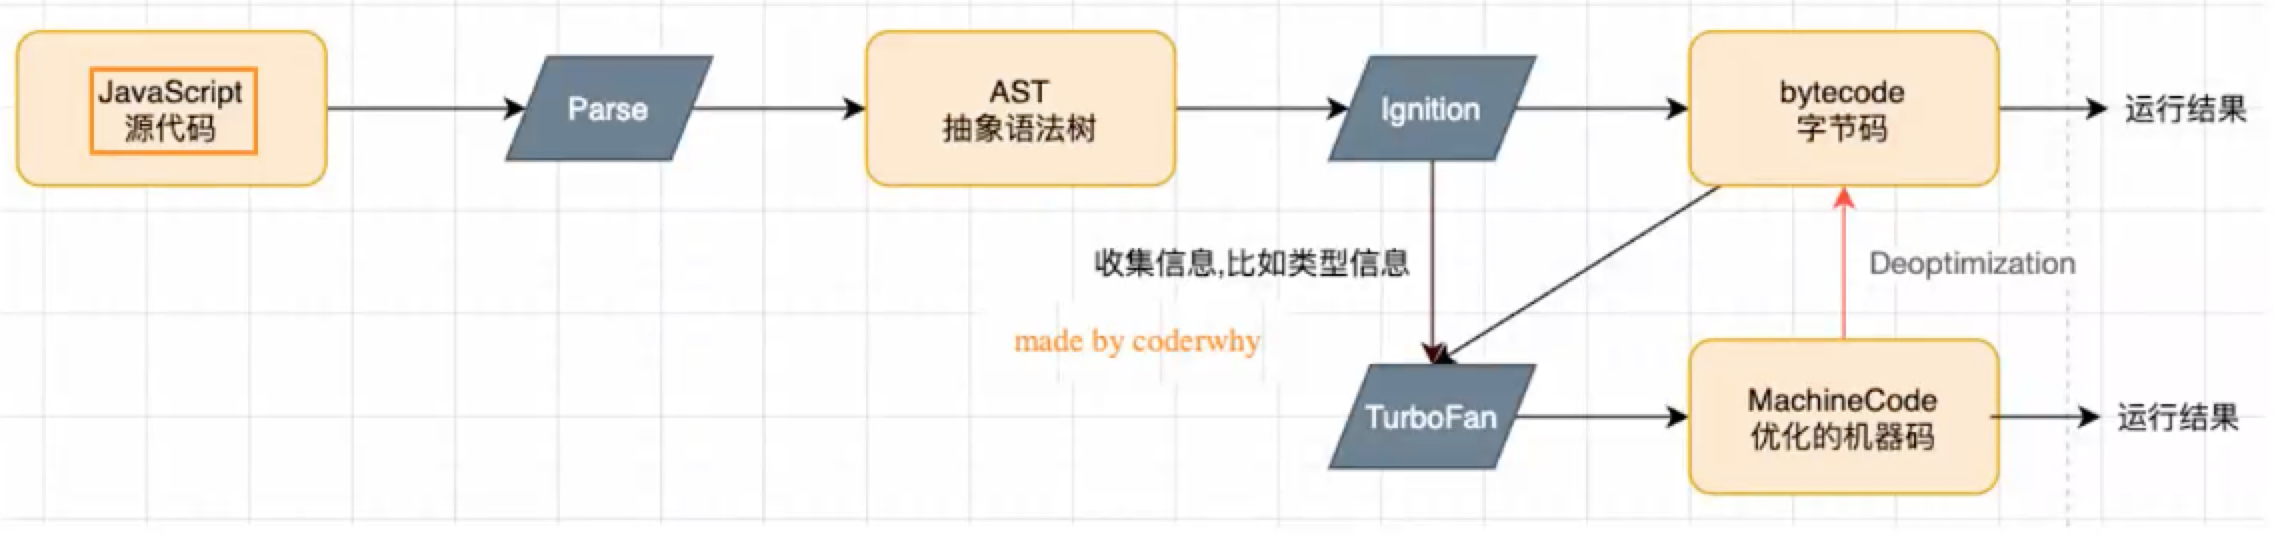 JavaScript
源代码
Parse
AST
抽象语法树
Ignition
bytecode
字节码
运行结果
收集信息,比如类型信息
Deoptimization
made by coderwhy
TurboFan
MachineCode
优化的机器码
运行结果